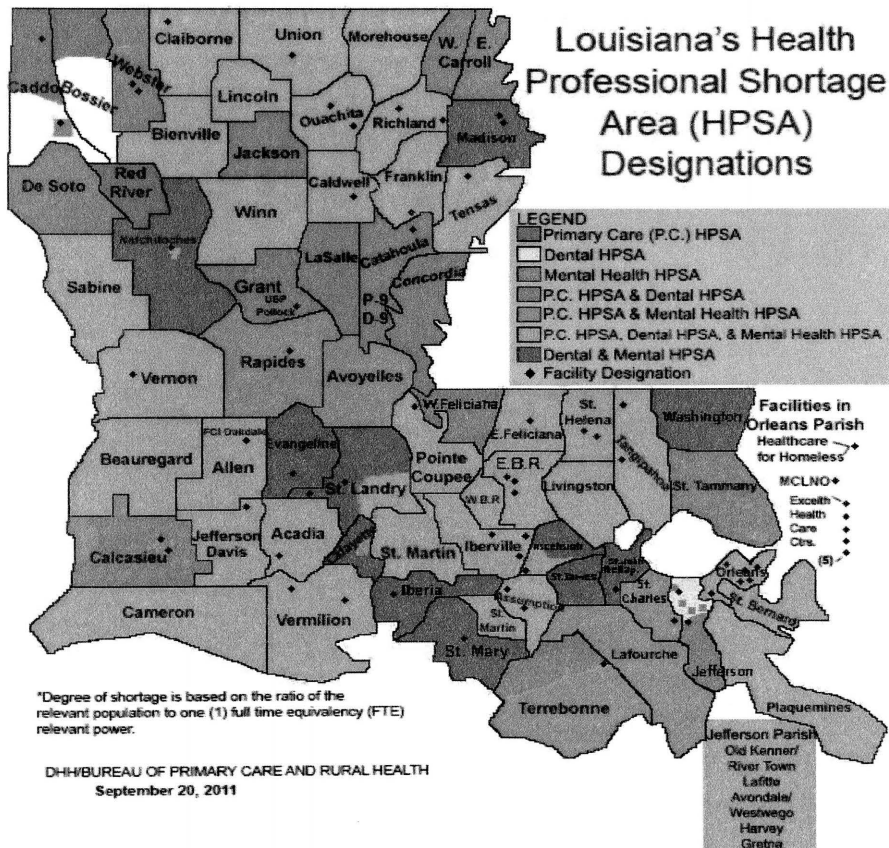 Louisiana's Health
Professional Shortage
Area (HPSA)
Designations
LEGEND
Primary Care (P.C.) HPSA
Dental HPSA
Mental Health HPSA
P.C. HPSA & Dental HPSA
P.C. HPSA & Mental Health HPSA
P.C. HPSA, Dental HPSA, & Mental Health HPSA
Dental & Mental HPSA
Facility Designation
Caddo
Bossier
Webster
Claiborne
Union
Morehouse
W.
Carroll
E.
Lincoln
Ouachita
Richland
Madison
Bienville
Jackson
De Soto
Red
River
Caldwell
Franklin
Tensas
Winn
Natchitoches
Sabine
Grant
USP
Pollock
LaSalle
Catahoula
Concordia
P-9
D-9
Vernon
Rapides
Avoyelles
W.Feliciana
E.Feliciana
St.
Helena
Tangipahoa
Washington
Facilities in
Orleans Parish
Healthcare
for Homeless
MCLNO
Excelth
Health
Care
Ctrs.
(5)
Beauregard
FCI Oakdale
Allen
Evangeline
St. Landry
Pointe
Coupee
E.B.R.
W.B.R
Livingston
St. Tammany
Calcasieu
Jefferson
Davis
Acadia
Lafayette
St. Martin
Iberville
Ascension
St. James
St. John
St.
Charles
Orleans
St. Bernard
Cameron
Vermilion
Iberia
St.
Martin
Assumption
St. Mary
Lafourche
Jefferson
Terrebonne
Plaquemines
*Degree of shortage is based on the ratio of the
relevant population to one (1) full time equivalency (FTE)
relevant power.
DHH/BUREAU OF PRIMARY CARE AND RURAL HEALTH
September 20, 2011
Jefferson Parish
Old Kenner/
River Town
Lafitte
Avondale/
Westwego
Harvey
Gretna